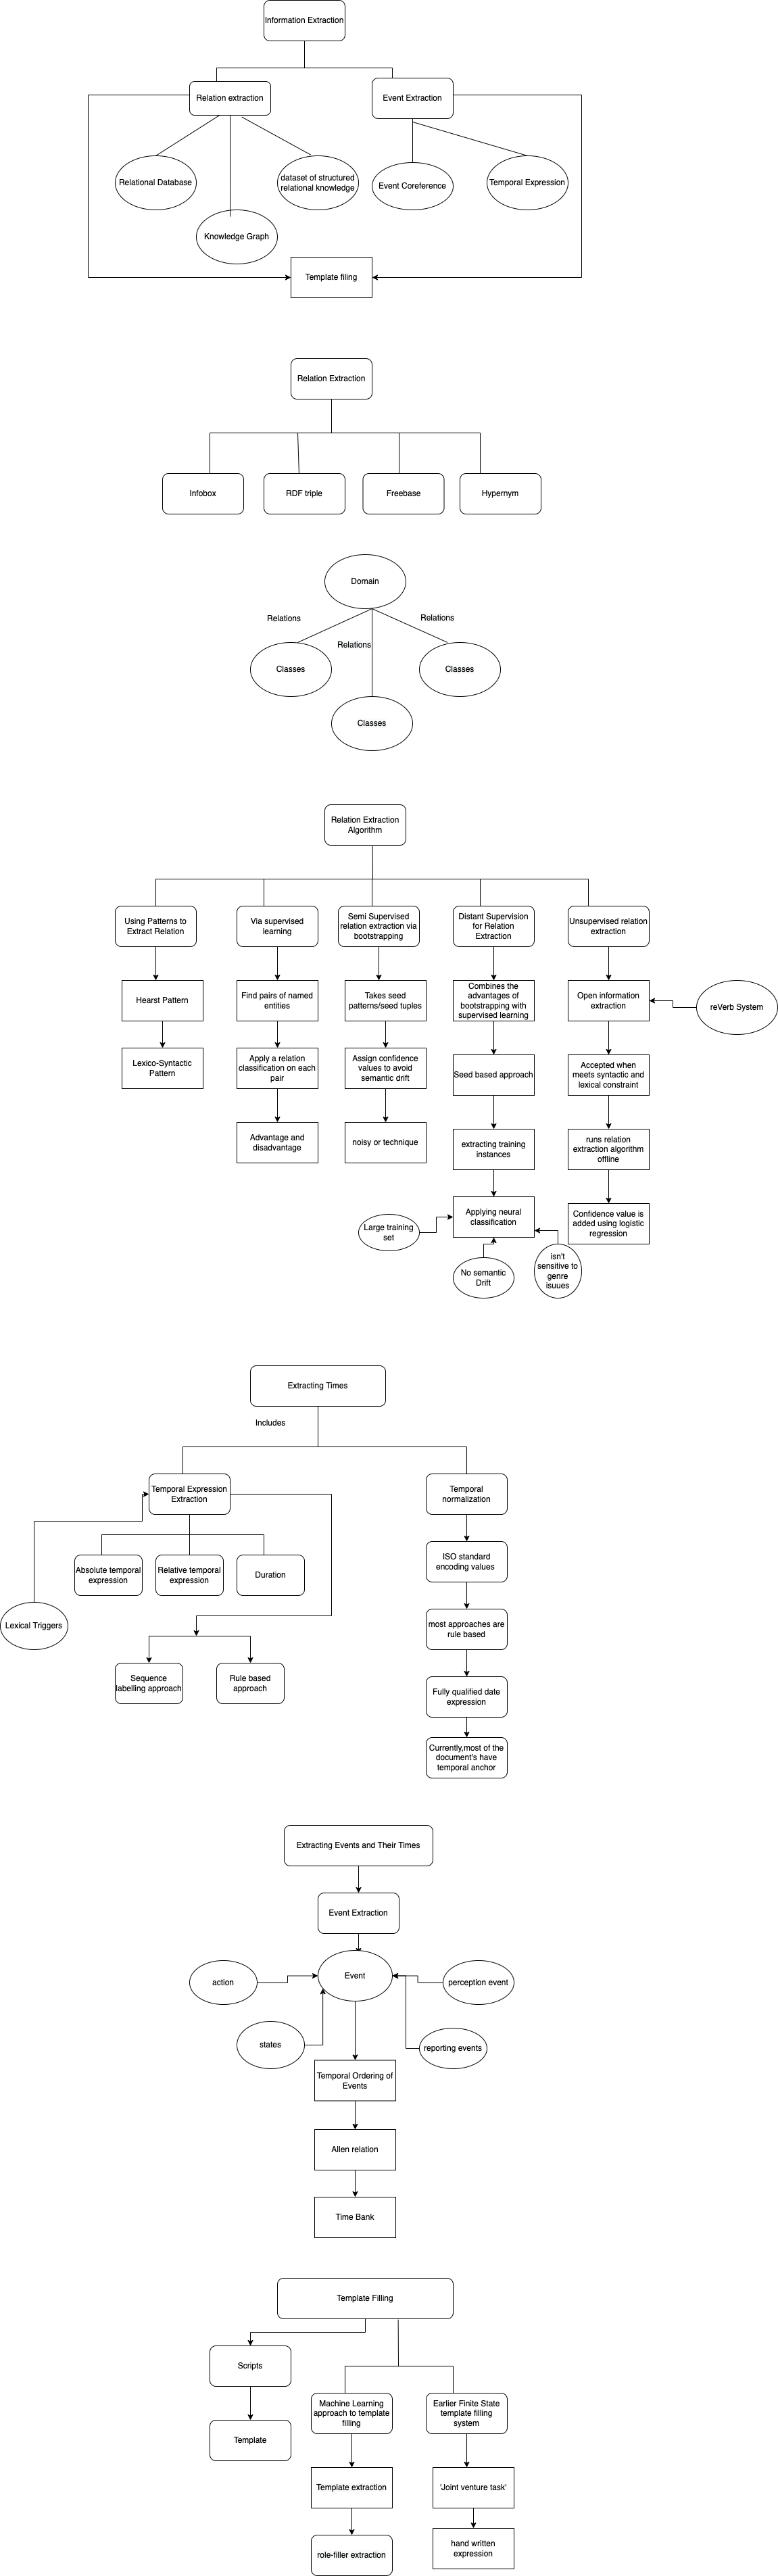 Information Extraction
Relation extraction
Event Extraction
Relational Database
dataset of structured
relational knowledge
Event Coreference
Temporal Expression
Knowledge Graph
Template filing
Relation Extraction
Infobox
RDF triple
Freebase
Hypernym
Domain
Relations
Relations
Relations
Classes
Classes
Classes
Relation Extraction
Algorithm
Using Patterns to
Extract Relation
Via supervised
learning
Semi Supervised
relation extraction via
bootstrapping
Distant Supervision
for Relation
Extraction
Unsupervised relation
extraction
Hearst Pattern
Find pairs of named
entities
Takes seed
patterns/seed tuples
Combines the
advantages of
bootstrapping with
supervised learning
Open information
extraction
reVerb System
Lexico-Syntactic
Pattern
Apply a relation
classification on each
pair
Assign confidence
values to avoid
semantic drift
Seed based approach
Accepted when
meets syntactic and
lexical constraint
Advantage and
disadvantage
noisy or technique
extracting training
instances
runs relation
extraction algorithm
offline
Large training
set
Applying neural
classification
Confidence value is
added using logistic
regression
No semantic
Drift
isn't
sensitive to
genre
isuues
Extracting Times
Includes
Temporal Expression
Extraction
Temporal
normalization
Absolute temporal
expression
Relative temporal
expression
Duration
ISO standard
encoding values
Lexical Triggers
most approaches are
rule based
Sequence
labelling approach
Rule based
approach
Fully qualified date
expression
Currently,most of the
document's have
temporal anchor
Extracting Events and Their Times
Event Extraction
action
Event
perception event
states
reporting events
Temporal Ordering of
Events
Allen relation
Time Bank
Template Filling
Scripts
Machine Learning
approach to template
filling
Earlier Finite State
template filling
system
Template
Template extraction
'Joint venture task'
role-filler extraction
hand written
expression